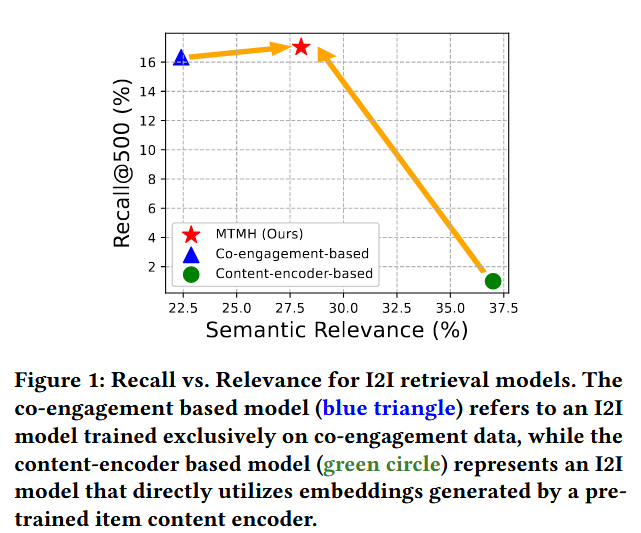 16
14
12
10
8
6
4
2
Recall@500 (%)
MTMH (Ours)
Co-engagement-based
Content-encoder-based
22.5 25.0 27.5 30.0 32.5 35.0 37.5
Semantic Relevance (%)
Figure 1: Recall vs. Relevance for I2I retrieval models. The
co-engagement based model (blue triangle) refers to an I2I
model trained exclusively on co-engagement data, while the
content-encoder based model (green circle) represents an I2I
model that directly utilizes embeddings generated by a pre-
trained item content encoder.